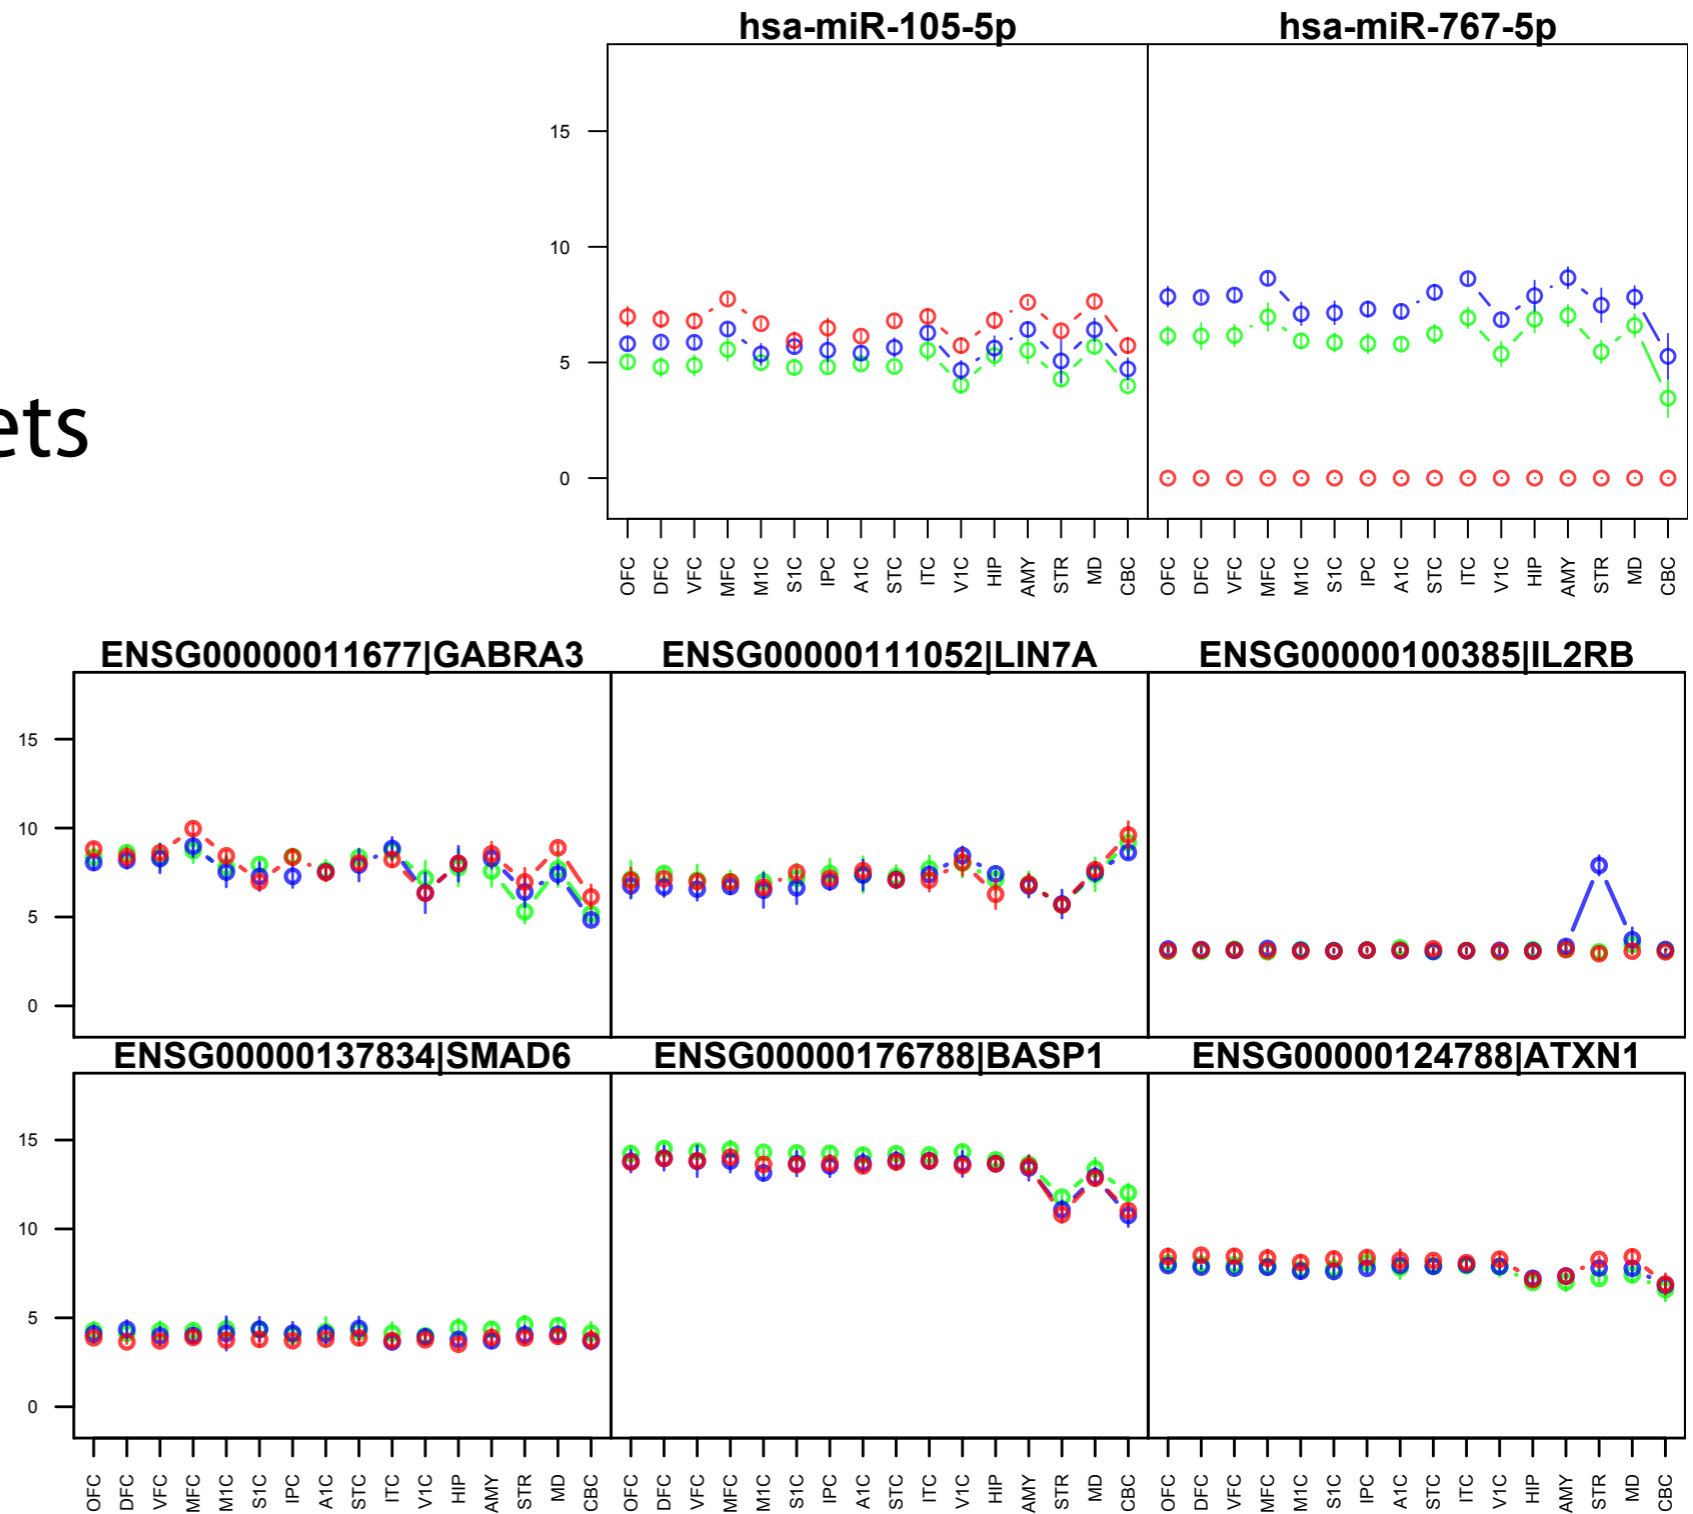 hsa-miR-105-5p hsa-miR-767-5p
15
10
5
0
ets
OFC DFC VFC MFC M1C S1C IPC A1C STC ITC V1C HIP AMY STR MD CBC OFC DFC VFC MFC M1C S1C IPC A1C STC ITC V1C HIP AMY STR MD CBC
ENSG00000011677|GABRA3 ENSG00000111052|LIN7A ENSG00000100385|IL2RB
15
10
5
0
ENSG00000137834|SMAD6 ENSG00000176788|BASP1 ENSG00000124788|ATXN1
15
10
5
0
OFC DFC VFC MFC M1C S1C IPC A1C STC ITC V1C HIP AMY STR MD CBC OFC DFC VFC MFC M1C S1C IPC A1C STC ITC V1C HIP AMY STR MD CBC OFC DFC VFC MFC M1C S1C IPC A1C STC ITC V1C HIP AMY STR MD CBC